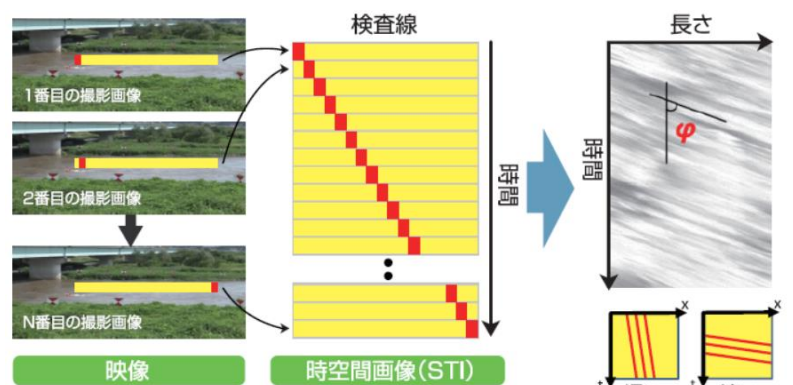 1番目の撮影画像
2番目の撮影画像
N番目の撮影画像
映像
検査線
時間
時空間画像(STI)
長さ
時間
φ
x
x
t
t